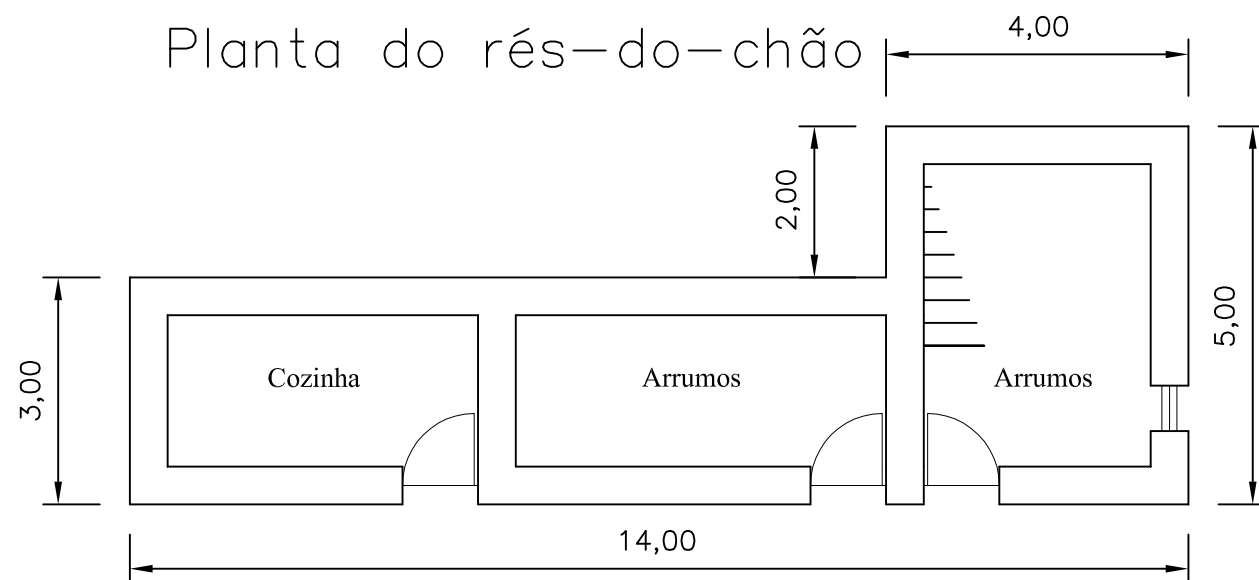 Planta do rés-do-chão
4,00
2,00
3,00
5,00
Cozinha
Arrumos
Arrumos
14,00